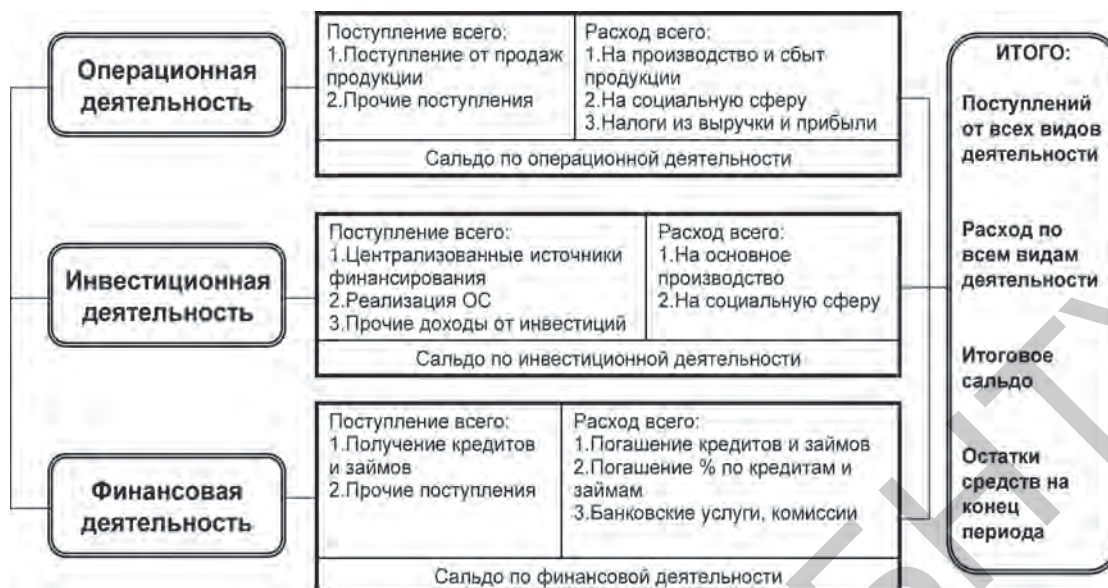 Операционная
деятельность
Поступление всего:
1.Поступление от продаж
продукции
2.Прочие поступления
Расход всего:
1.На производство и сбыт
продукции
2.На социальную сферу
3.Налоги из выручки и прибыли
Сальдо по операционной деятельности
Инвестиционная
деятельность
Поступление всего:
1.Централизованные источники
финансирования
2.Реализация ОС
3.Прочие доходы от инвестиций
Расход всего:
1.На основное
производство
2.На социальную сферу
Сальдо по инвестиционной деятельности
Финансовая
деятельность
Поступление всего:
1.Получение кредитов
и займов
2.Прочие поступления
Расход всего:
1.Погашение кредитов и займов
2.Погашение % по кредитам и
займам
3.Банковские услуги, комиссии
Сальдо по финансовой деятельности
ИТОГО:
Поступлений
от всех видов
деятельности
Расход по
всем видам
деятельности
Итоговое
сальдо
Остатки
средств на
конец
периода